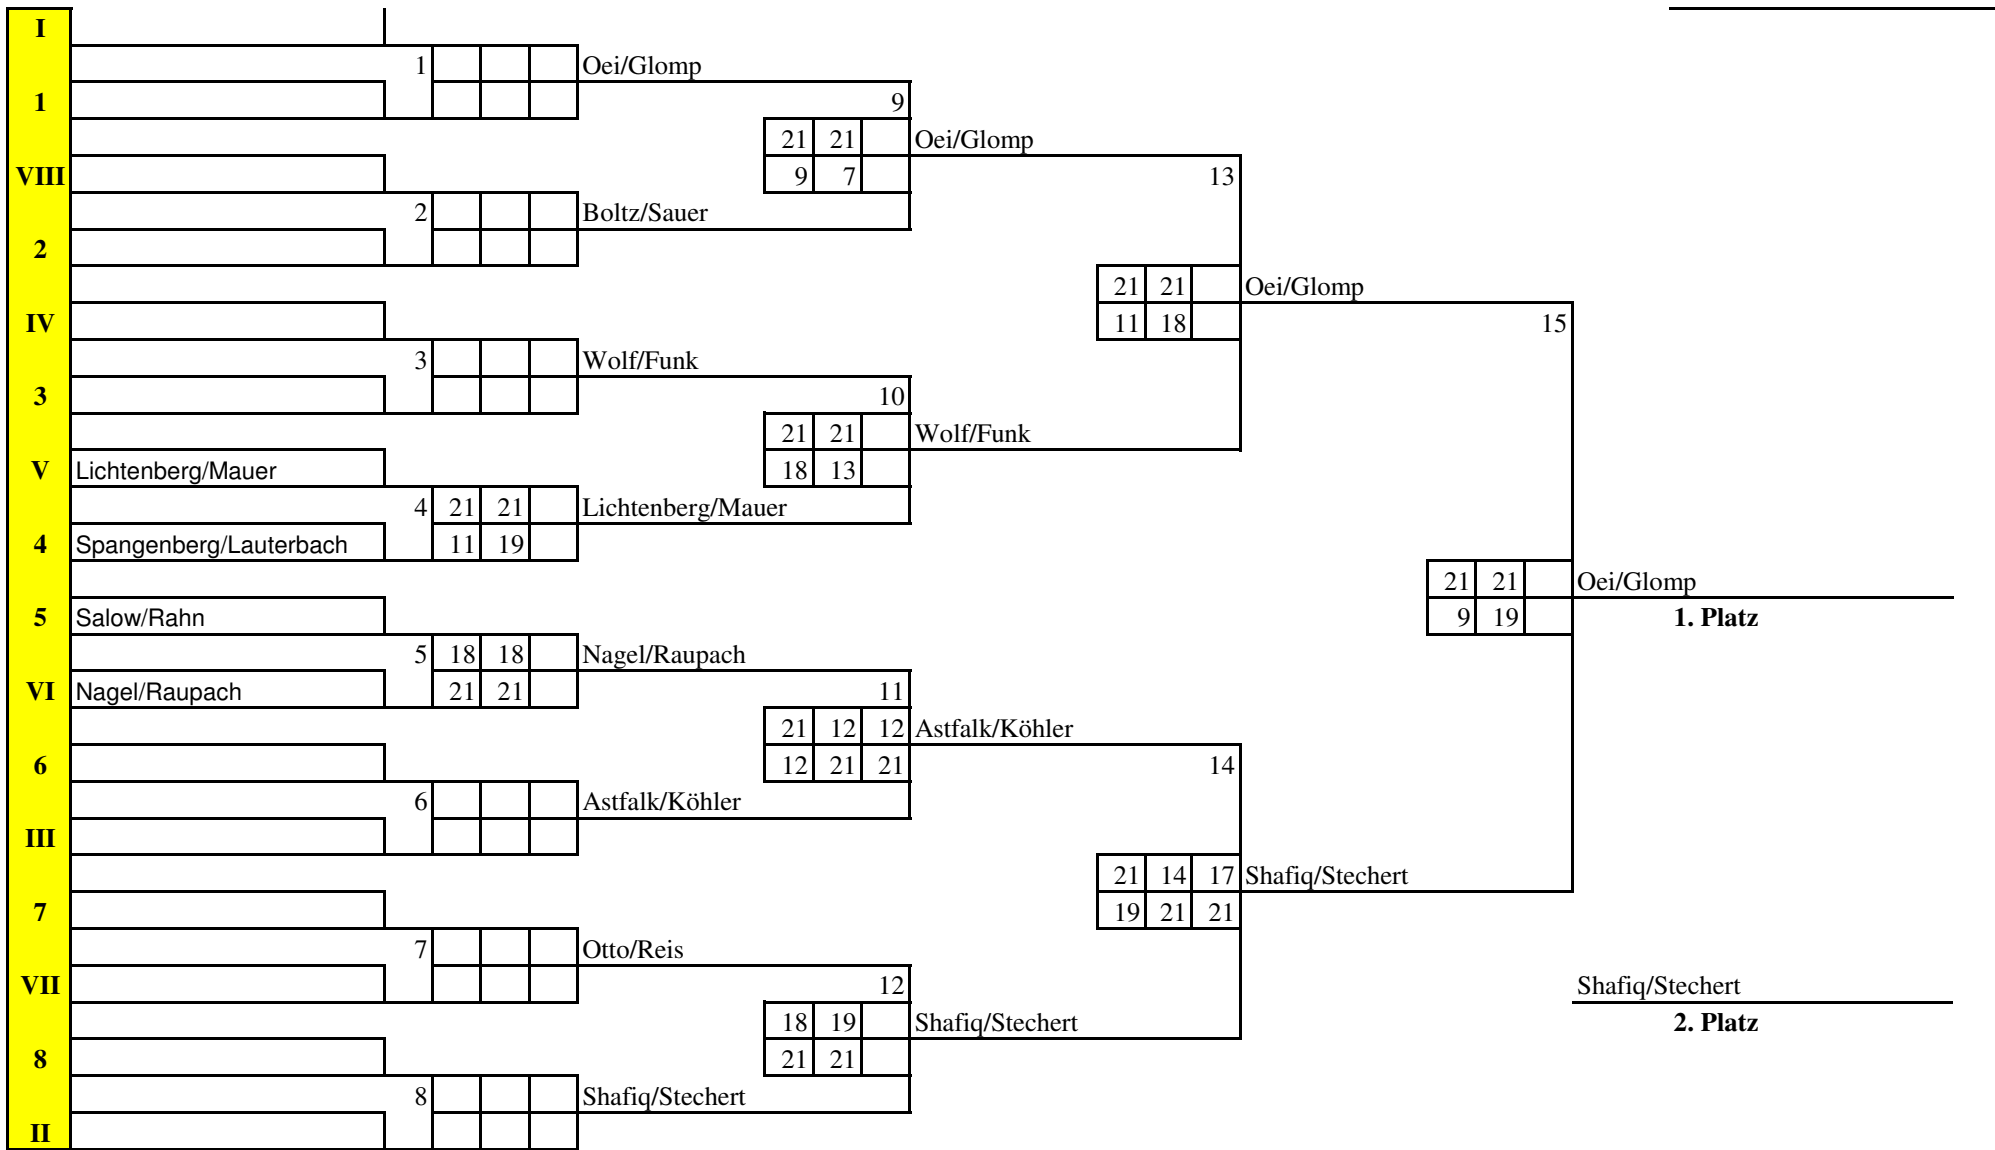 I
1 Oei/Glomp
1 9
21 21 Oei/Glomp
VIII 9 7 13
2 Boltz/Sauer
2
21 21 Oei/Glomp
IV 11 18 15
3 Wolf/Funk
3 10
21 21 Wolf/Funk
V Lichtenberg/Mauer 18 13
4 21 21 Lichtenberg/Mauer
4 Spangenberg/Lauterbach 11 19
21 21 Oei/Glomp
5 Salow/Rahn 9 19 1. Platz
5 18 18 Nagel/Raupach
VI Nagel/Raupach 21 21 11
21 12 12 Astfalk/Köhler
6 12 21 21 14
6 Astfalk/Köhler
III
21 14 17 Shafiq/Stechert
7 19 21 21
7 Otto/Reis
VII 12 Shafiq/Stechert
18 19 Shafiq/Stechert 2. Platz
8 21 21
8 Shafiq/Stechert
II